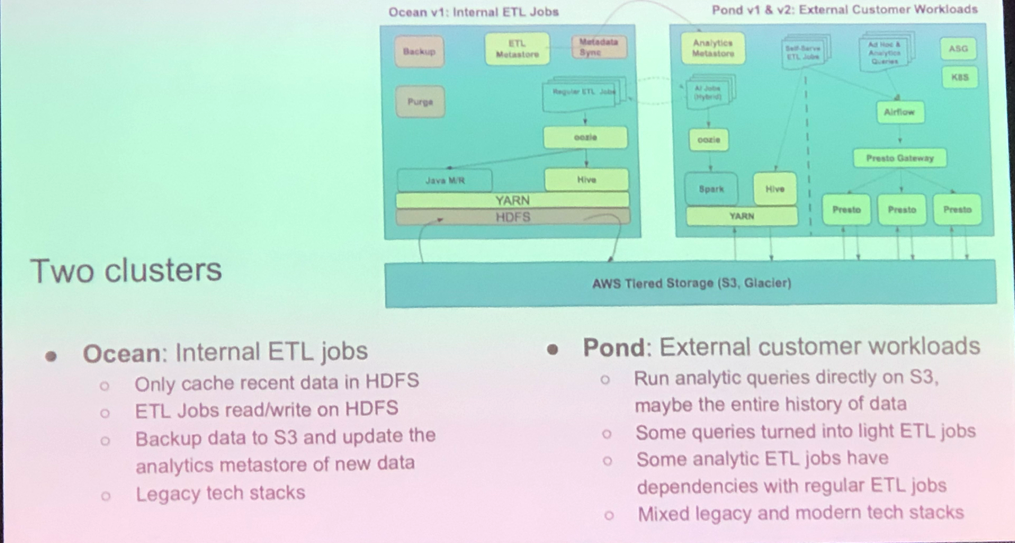 Ocean v1: Internal ETL Jobs
Pond v1 & v2: External Customer Workloads
Backup
ETL
Metastore
Metadata
Sync
Purge
Regular ETL Jobs
oozie
Java M/R
Hive
YARN
HDFS
Analytics
Metastore
Self-Serve
ETL Jobs
Ad Hoc &
Analytics
Queries
ASG
K8S
(Hybrid)
Airflow
oozie
Presto Gateway
Spark
Hive
Presto
Presto
Presto
YARN
AWS Tiered Storage (S3, Glacier)
Two clusters
● Ocean: Internal ETL jobs
○ Only cache recent data in HDFS
○ ETL Jobs read/write on HDFS
○ Backup data to S3 and update the
analytics metastore of new data
○ Legacy tech stacks
● Pond: External customer workloads
○ Run analytic queries directly on S3,
maybe the entire history of data
○ Some queries turned into light ETL jobs
○ Some analytic ETL jobs have
dependencies with regular ETL jobs
○ Mixed legacy and modern tech stacks